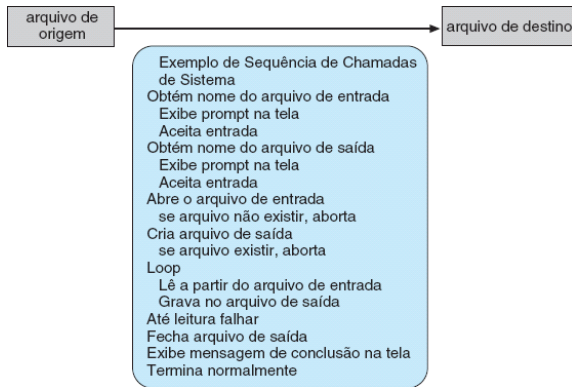 arquivo de
origem
arquivo de destino
Exemplo de Sequência de Chamadas
de Sistema
Obtém nome do arquivo de entrada
Exibe prompt na tela
Aceita entrada
Obtém nome do arquivo de saída
Exibe prompt na tela
Aceita entrada
Abre o arquivo de entrada
se arquivo não existir, aborta
Cria arquivo de saída
se arquivo existir, aborta
Loop
Lê a partir do arquivo de entrada
Grava no arquivo de saída
Até leitura falhar
Fecha arquivo de saída
Exibe mensagem de conclusão na tela
Termina normalmente